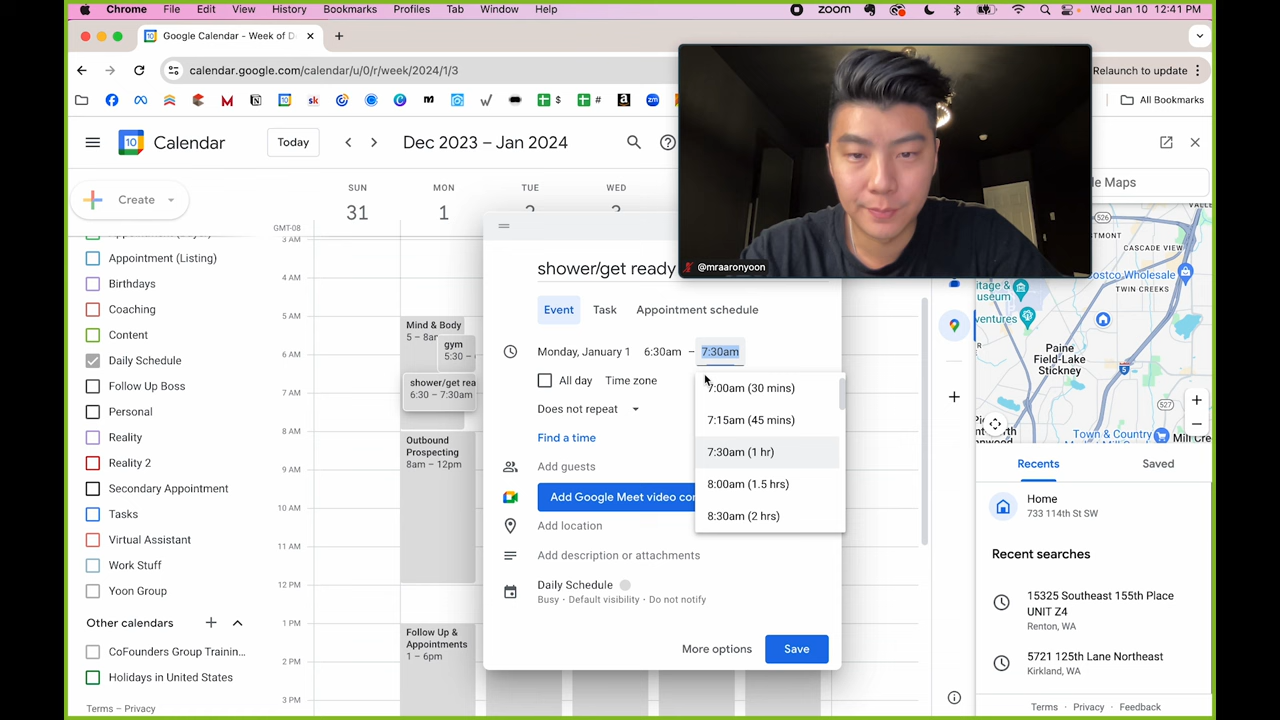 Chrome File Edit View History Bookmarks Profiles Tab Window Help
zoom Wed Jan 10 12:41 PM
Google Calendar - Week of D
calendar.google.com/calendar/u/0/r/week/2024/1/3
Relaunch to update
$ # All Bookmarks
10 Calendar Today Dec 2023 – Jan 2024
Maps
Create
SUN MON TUE WED
31 1
GMT-08
3 AM
4 AM
5 AM
6 AM
7 AM
8 AM
9 AM
10 AM
11 AM
12 PM
1 PM
2 PM
3 PM
Appointment (Listing)
Birthdays
Coaching
Content
Daily Schedule
Follow Up Boss
Personal
Reality
Reality 2
Secondary Appointment
Tasks
Virtual Assistant
Work Stuff
Yoon Group
Other calendars
CoFounders Group Trainin...
Holidays in United States
Terms – Privacy
Mind & Body
5 – 8am
gym
5:30 –
shower/get rea
6:30 – 7:30am
Outbound
Prospecting
8am – 12pm
Follow Up &
Appointments
1 – 6pm
shower/get ready
Event Task Appointment schedule
Monday, January 1 6:30am – 7:30am
All day Time zone
Does not repeat
Find a time
Add guests
Add Google Meet video con
Add location
Add description or attachments
Daily Schedule
Busy · Default visibility · Do not notify
More options Save
7:00am (30 mins)
7:15am (45 mins)
7:30am (1 hr)
8:00am (1.5 hrs)
8:30am (2 hrs)
@mraaronyoon
526
CASCADE VIEW
Costco Wholesale
TWIN CREEKS
Paine
Field-Lake
Stickney
527
Town & Country
Recents Saved
Home
733 114th St SW
Recent searches
15325 Southeast 155th Place
UNIT Z4
Renton, WA
5721 125th Lane Northeast
Kirkland, WA
Terms · Privacy · Feedback